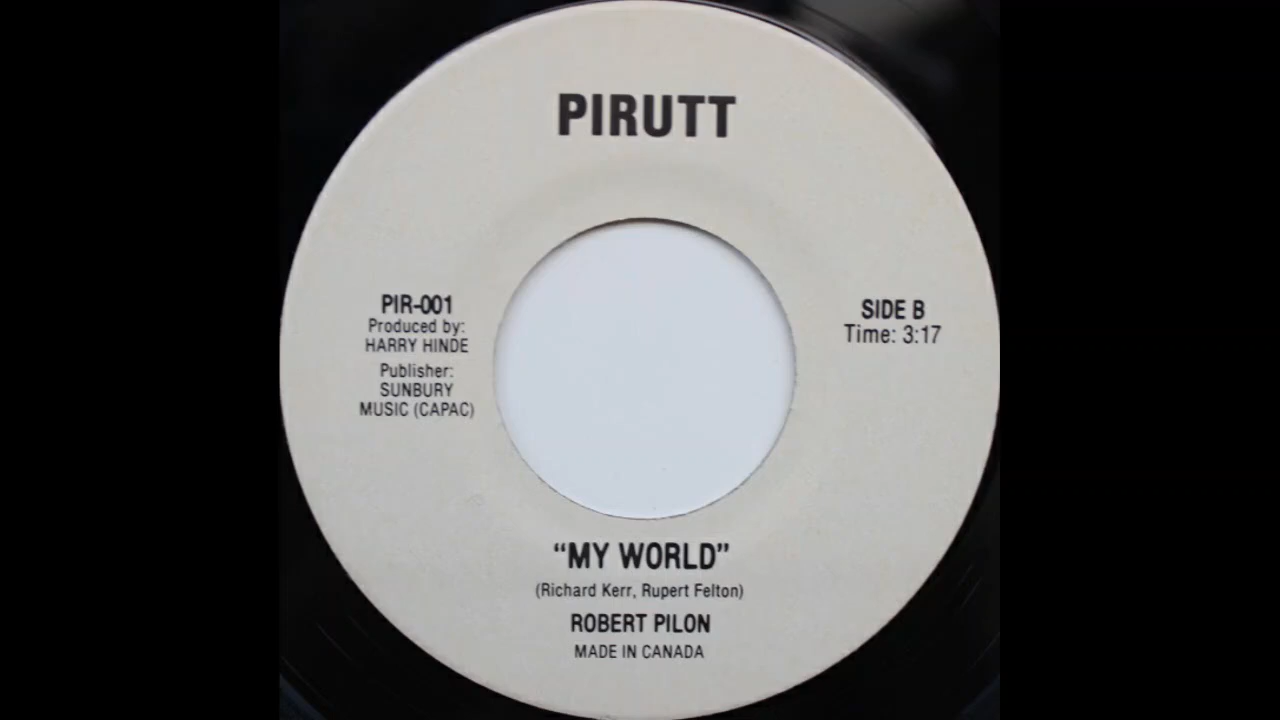 PIRUTT
PIR-001
Produced by:
HARRY HINDE
Publisher:
SUNBURY
MUSIC (CAPAC)
SIDE B
Time: 3:17
“MY WORLD”
(Richard Kerr, Rupert Felton)
ROBERT PILON
MADE IN CANADA